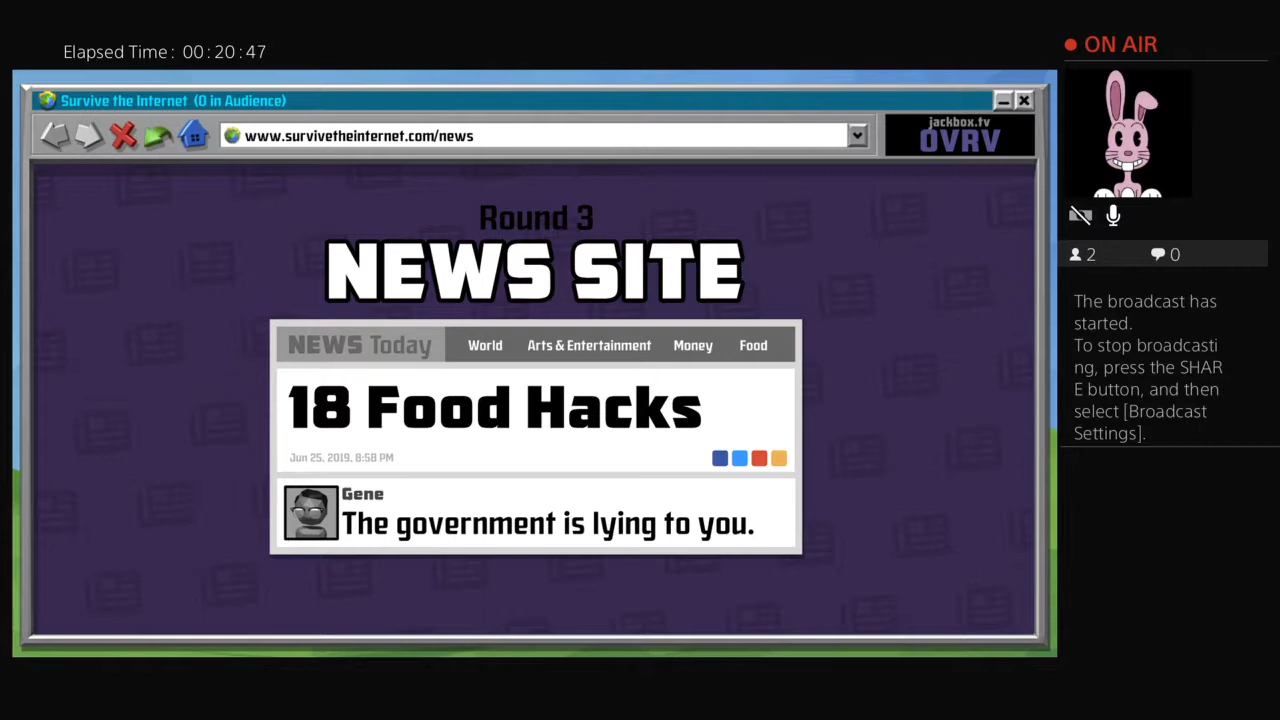 Elapsed Time: 00:20:47
ON AIR
Survive the Internet (0 in Audience)
www.survivetheinternet.com/news
jackbox.tv
OVRV
Round 3
NEWS SITE
NEWS Today World Arts & Entertainment Money Food
18 Food Hacks
Jun 25, 2019, 8:58 PM
Gene
The government is lying to you.
2 0
The broadcast has
started.
To stop broadcasti
ng, press the SHAR
E button, and then
select [Broadcast
Settings].